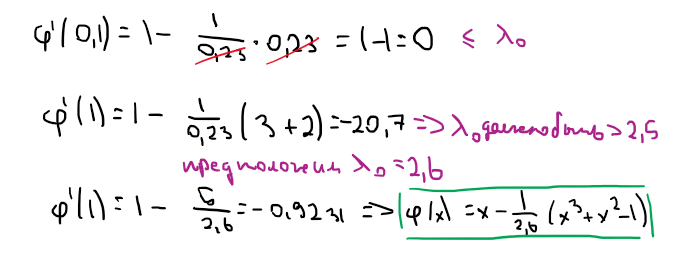 φ'(0,1) = 1 - 1/0,23 · 0,23 = 1-1=0 ≤ λ₀
φ'(1) = 1 - 1/0,23 (3+2) = -20,7 => λ₀ должно быть > 2,5
предположим λ₀ = 2,6
φ'(1) = 1 - 5/2,6 = -0,9231 => φ(x) = x - 1/2,6 (x³+x²-1)